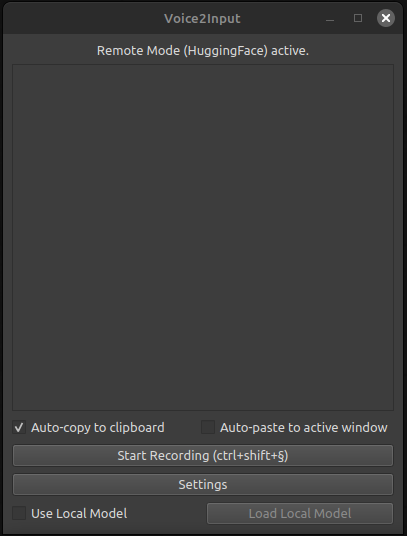 Voice2Input
Remote Mode (HuggingFace) active.
Auto-copy to clipboard
Auto-paste to active window
Start Recording (ctrl+shift+§)
Settings
Use Local Model
Load Local Model